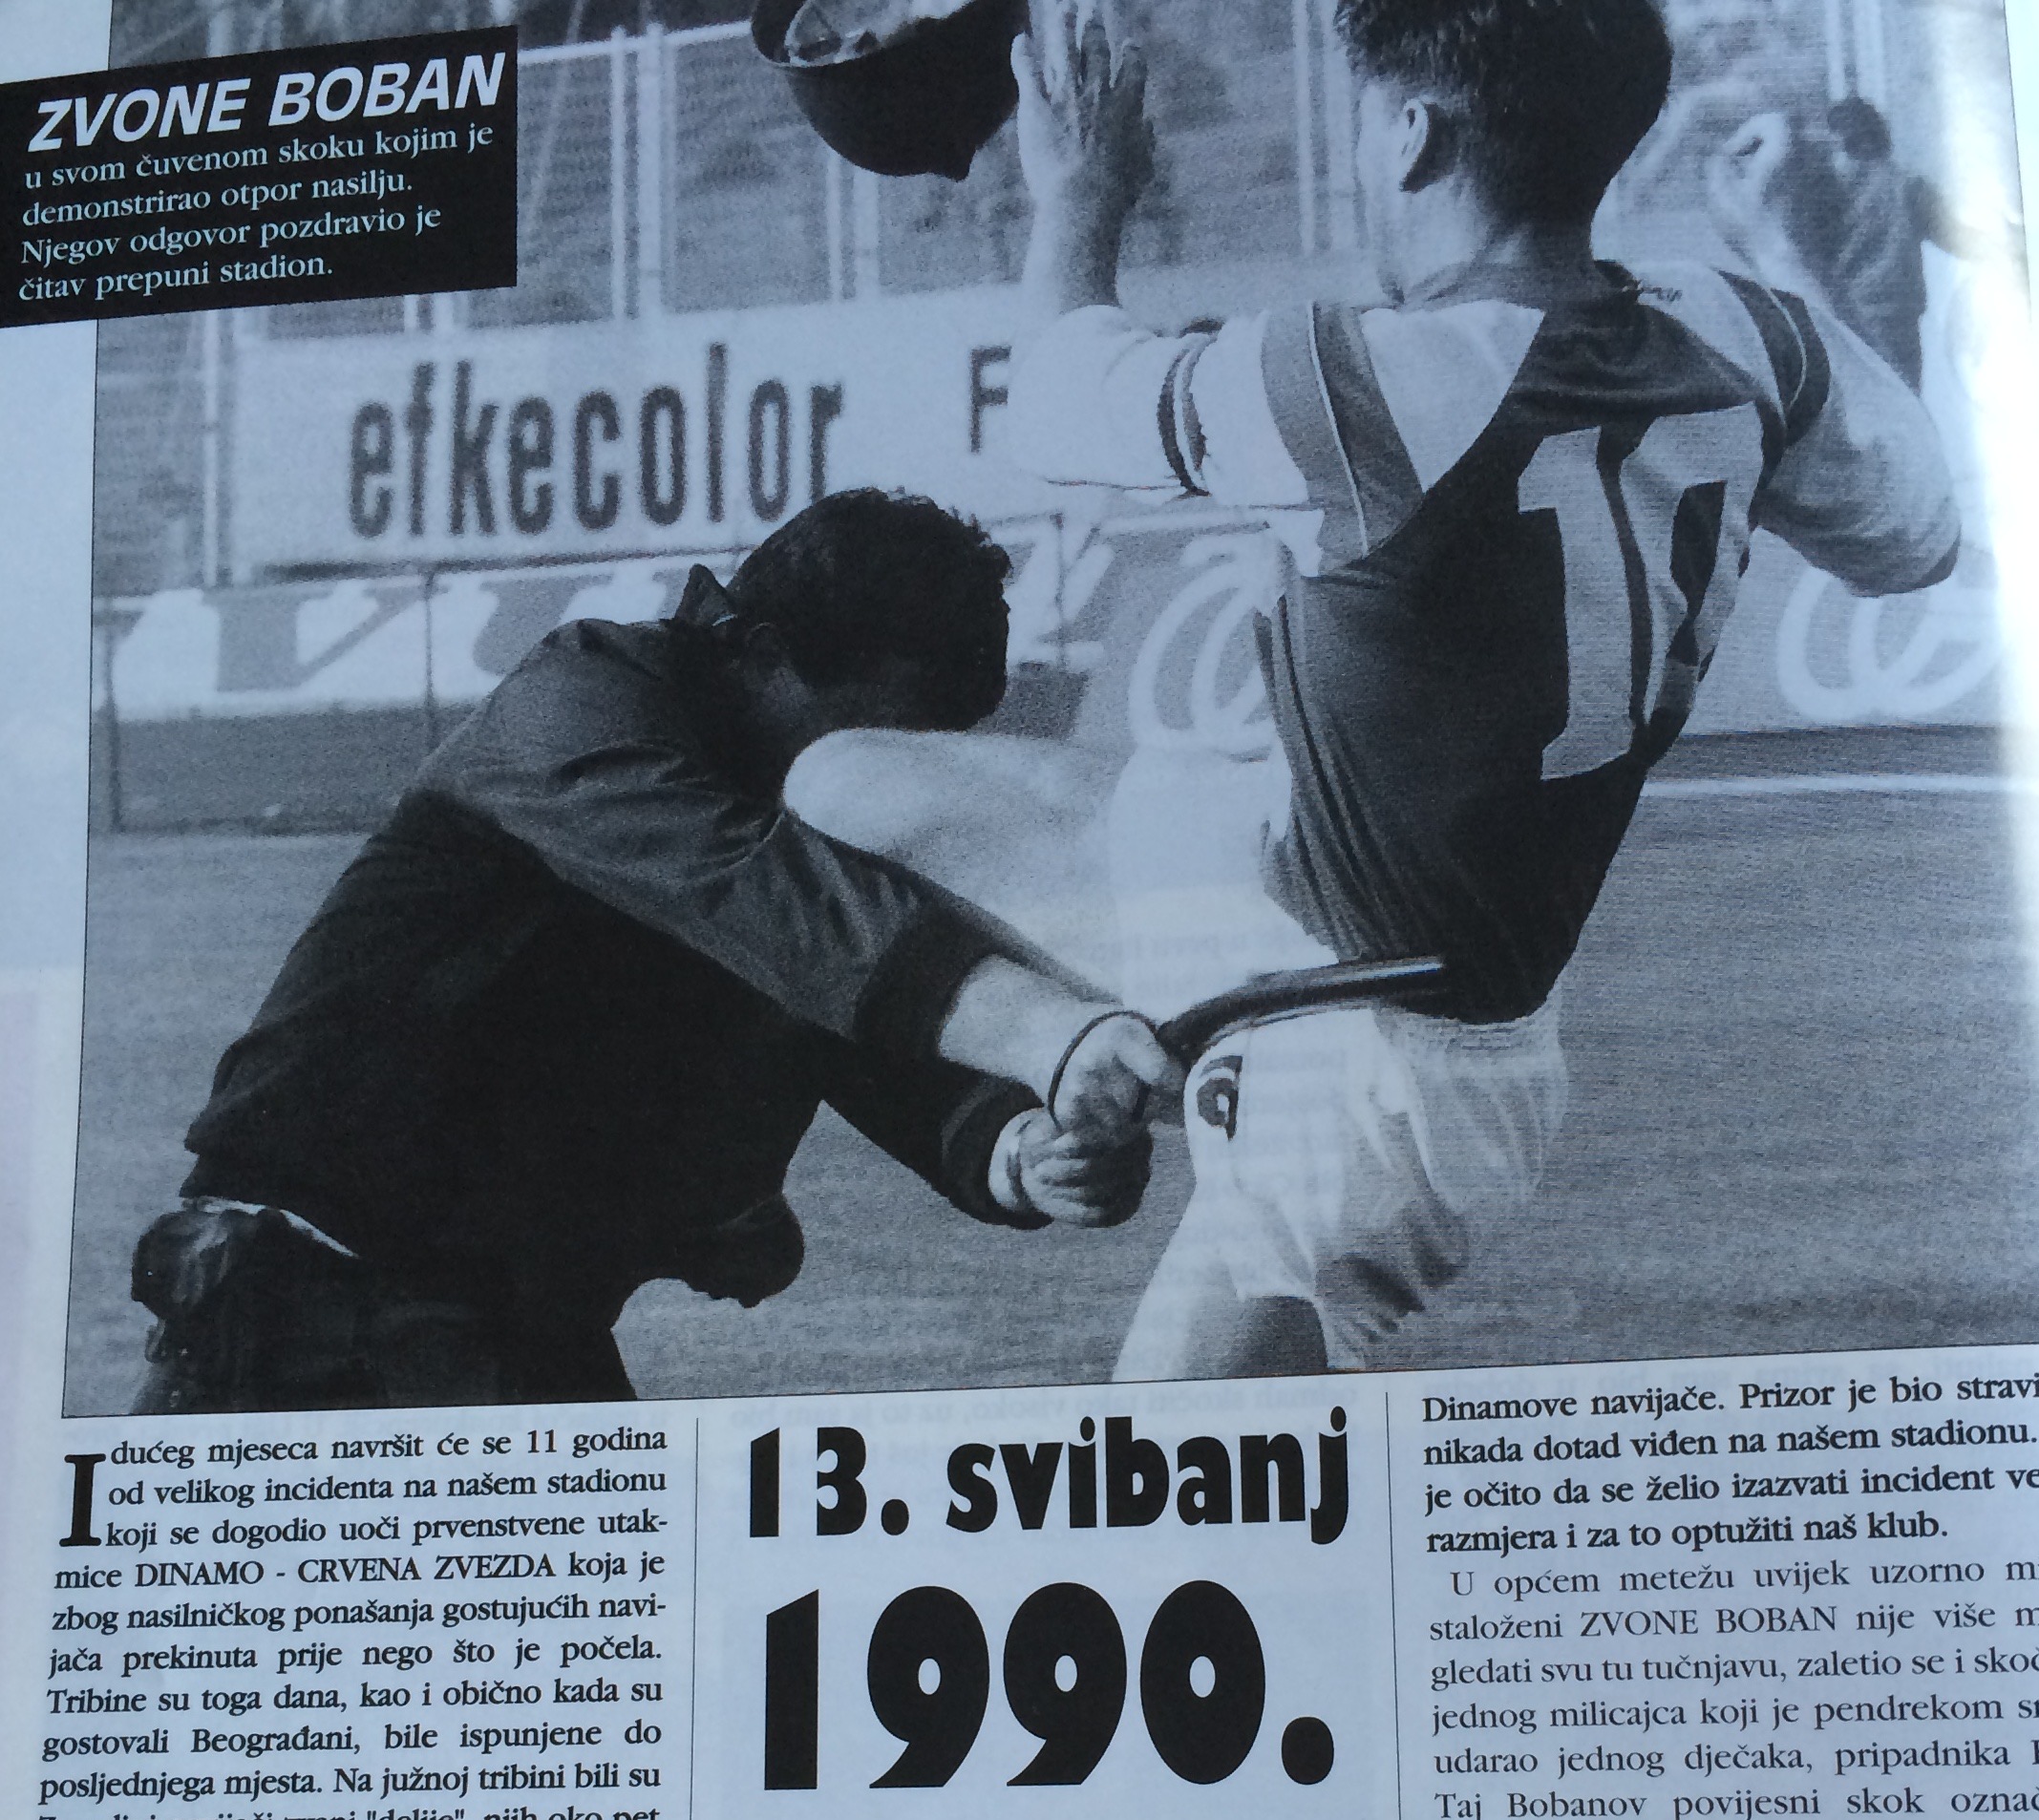 ZVONE BOBAN
u svom čuvenom skoku kojim je
demonstrirao otpor nasilju.
Njegov odgovor pozdravio je
čitav prepuni stadion.
efkecolor F
10
Idućeg mjeseca navršit će se 11 godina
od velikog incidenta na našem stadionu
koji se dogodio uoči prvenstvene utak-
mice DINAMO - CRVENA ZVEZDA koja je
zbog nasilničkog ponašanja gostujućih navi-
jača prekinuta prije nego što je počela.
Tribine su toga dana, kao i obično kada su
gostovali Beograđani, bile ispunjene do
posljednjega mjesta. Na južnoj tribini bili su
13. svibanj
1990.
Dinamove navijače. Prizor je bio stravi
nikada dotad viđen na našem stadionu.
je očito da se želio izazvati incident ve
razmjera i za to optužiti naš klub.
U općem metežu uvijek uzorno m
staloženi ZVONE BOBAN nije više m
gledati svu tu tučnjavu, zaletio se i skoč
jednog milicajca koji je pendrekom sr
udarao jednog dječaka, pripadnika
Taj Bobanov povijesni skok označ